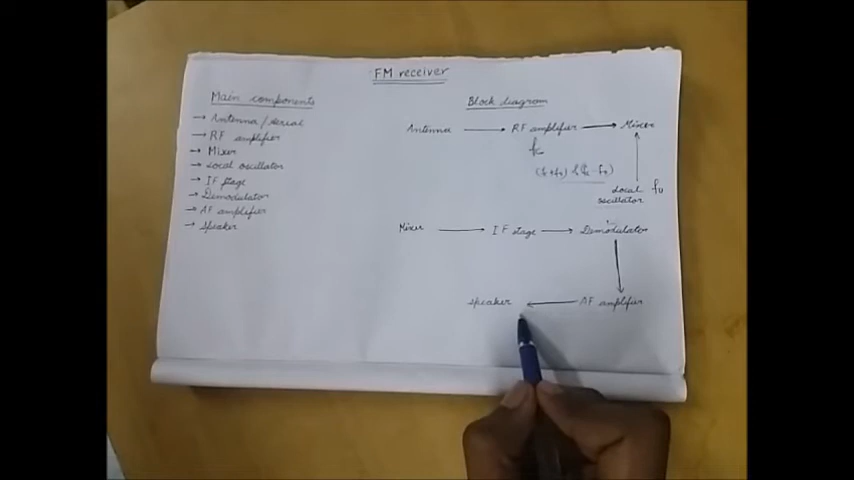 FM receiver
Main components
→ Antenna / aerial
→ RF amplifier
→ Mixer
→ Local oscillator
→ IF stage
→ Demodulator
→ AF amplifier
→ Speaker
Block diagram
Antenna → RF amplifier → Mixer
fc
Local f0
oscillator
Mixer → IF stage → Demodulator
Speaker ← AF amplifier